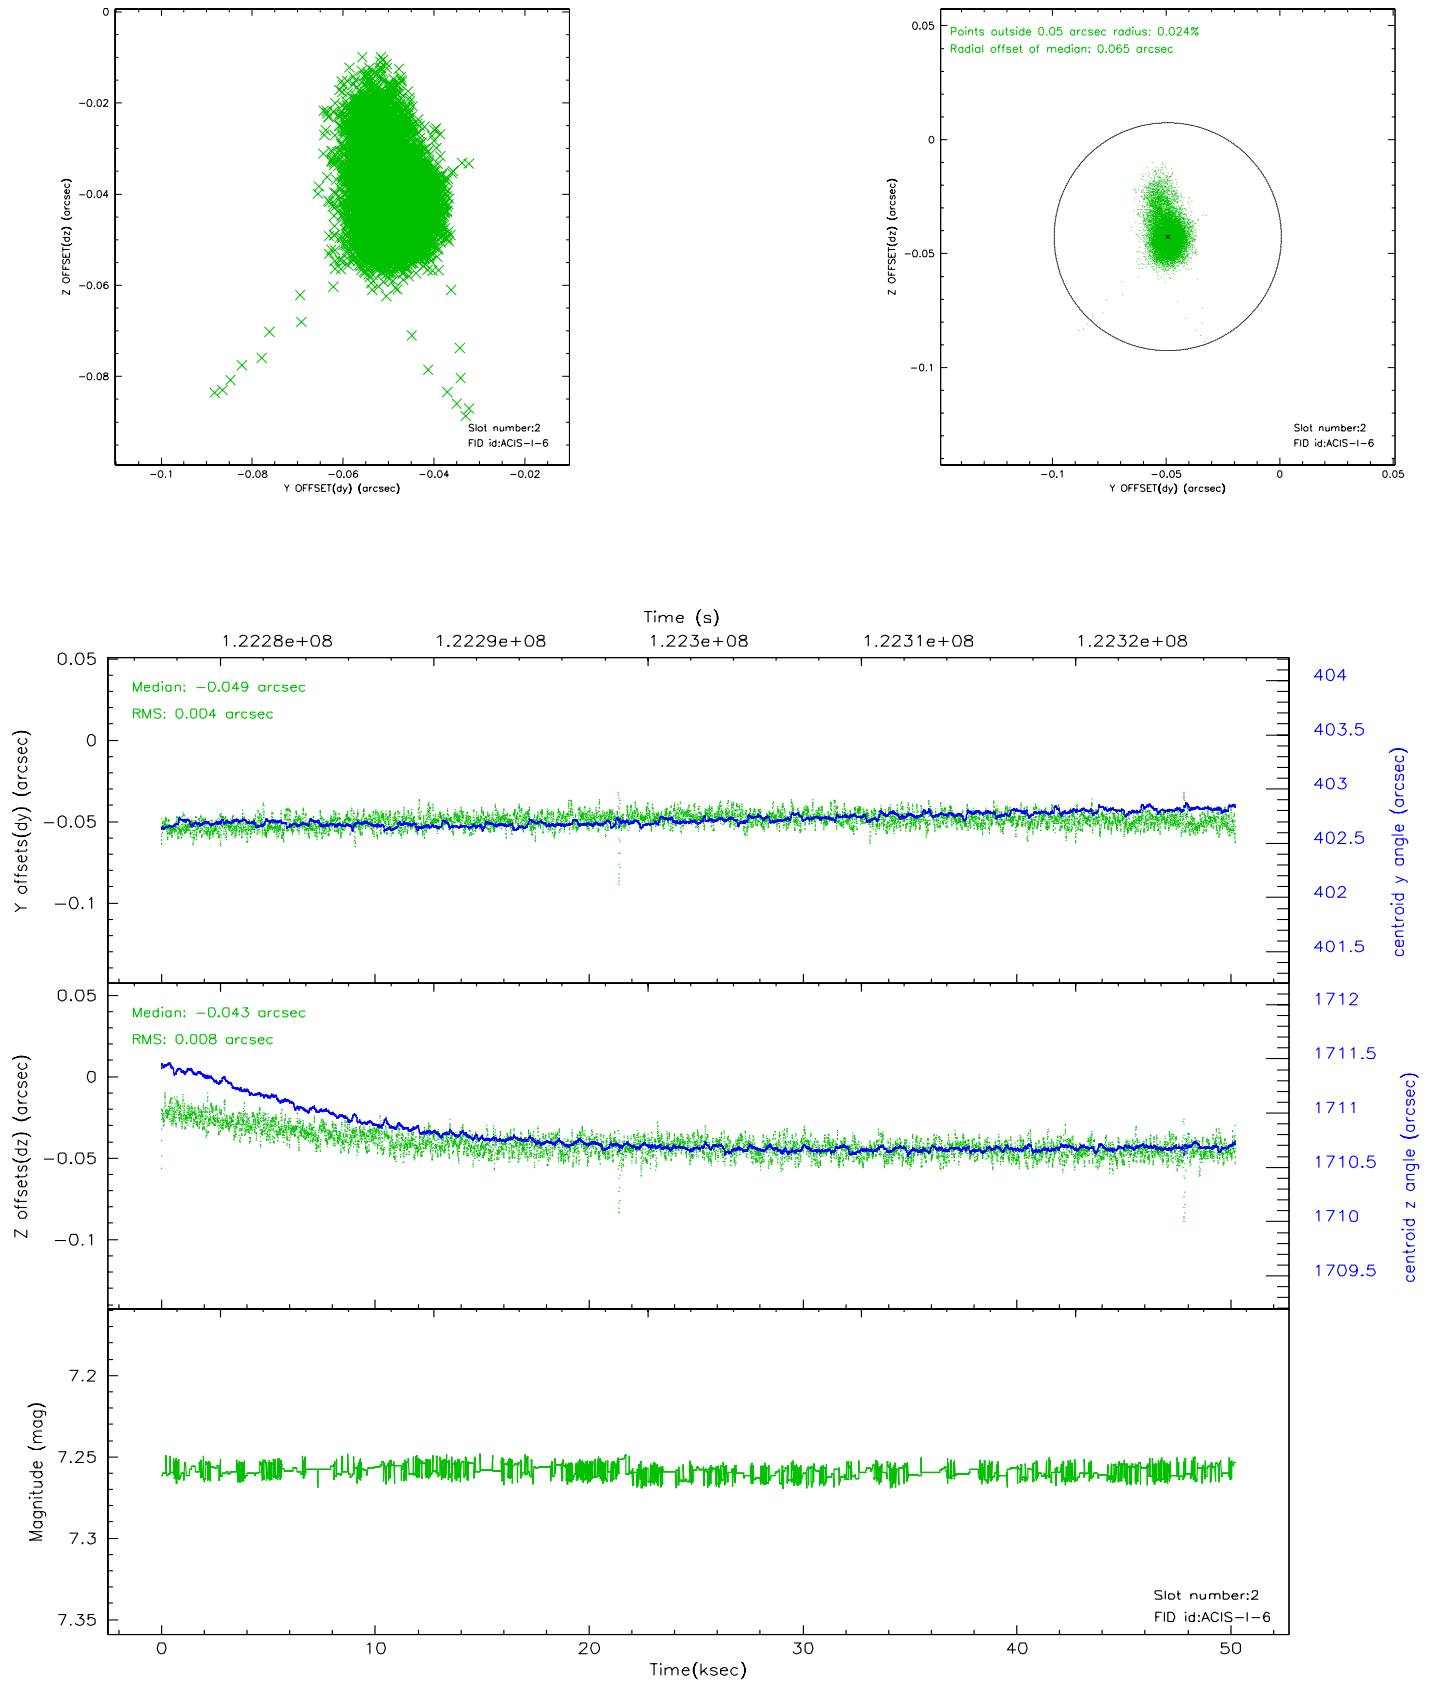 0
−0.02
−0.04
−0.06
−0.08
Z OFFSET(dz) (arcsec)
Slot number:2
FID id:ACIS−I−6
−0.1
−0.08
−0.06
−0.04
−0.02
Y OFFSET(dy) (arcsec)
Points outside 0.05 arcsec radius: 0.024%
Radial offset of median: 0.065 arcsec
0.05
0
−0.05
−0.1
Z OFFSET(dz) (arcsec)
Slot number:2
FID id:ACIS−I−6
−0.1
−0.05
0
0.05
Y OFFSET(dy) (arcsec)
Time (s)
1.2228e+08
1.2229e+08
1.223e+08
1.2231e+08
1.2232e+08
0.05
0
−0.05
−0.1
Y offsets(dy) (arcsec)
Median: −0.049 arcsec
RMS: 0.004 arcsec
404
403.5
403
402.5
402
401.5
centroid y angle (arcsec)
0.05
0
−0.05
−0.1
Z offsets(dz) (arcsec)
Median: −0.043 arcsec
RMS: 0.008 arcsec
1712
1711.5
1711
1710.5
1710
1709.5
centroid z angle (arcsec)
7.2
7.25
7.3
7.35
Magnitude (mag)
Slot number:2
FID id:ACIS−I−6
0
10
20
30
40
50
Time(ksec)